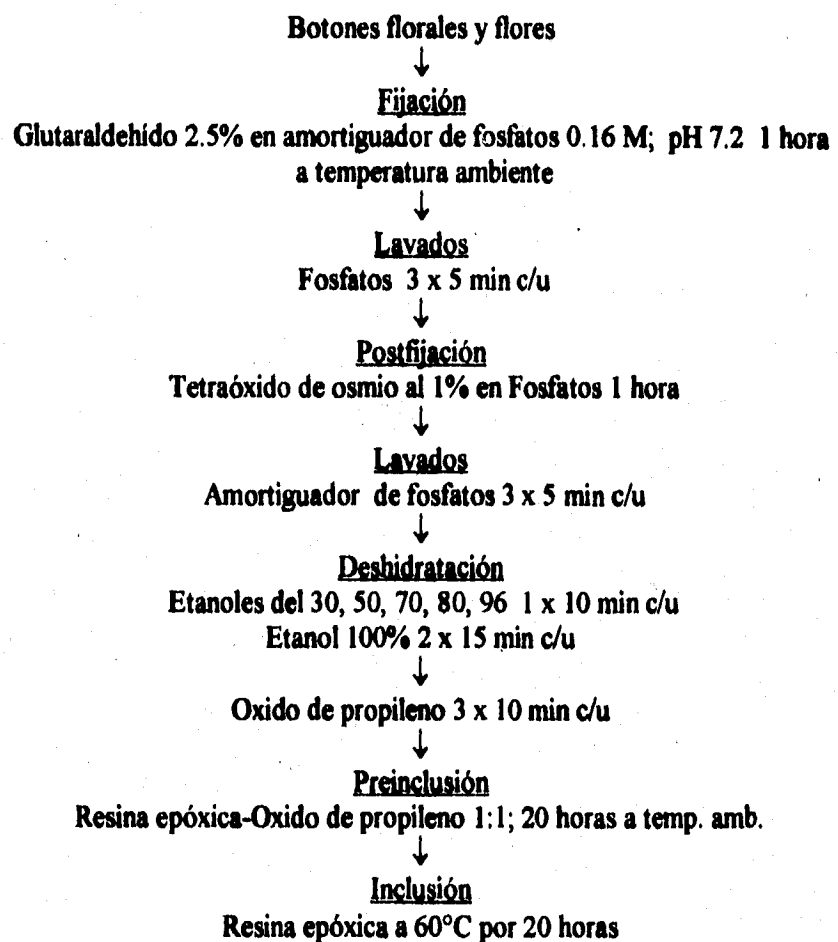 Botones florales y flores
↓
Fijación
Glutaraldehído 2.5% en amortiguador de fosfatos 0.16 M; pH 7.2 1 hora
a temperatura ambiente
↓
Lavados
Fosfatos 3 x 5 min c/u
↓
Postfijación
Tetraóxido de osmio al 1% en Fosfatos 1 hora
↓
Lavados
Amortiguador de fosfatos 3 x 5 min c/u
↓
Deshidratación
Etanoles del 30, 50, 70, 80, 96 1 x 10 min c/u
Etanol 100% 2 x 15 min c/u
↓
Oxido de propileno 3 x 10 min c/u
↓
Preinclusión
Resina epóxica-Oxido de propileno 1:1; 20 horas a temp. amb.
↓
Inclusión
Resina epóxica a 60°C por 20 horas